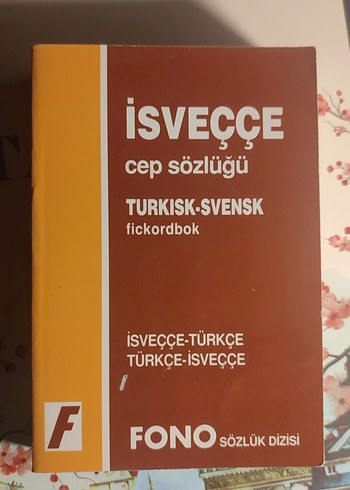 İSVEÇÇE
cep sözlüğü
TURKISK-SVENSK
fickordbok
İSVEÇÇE-TÜRKÇE
TÜRKÇE-İSVEÇÇE
F
FONO SÖZLÜK DİZİSİ